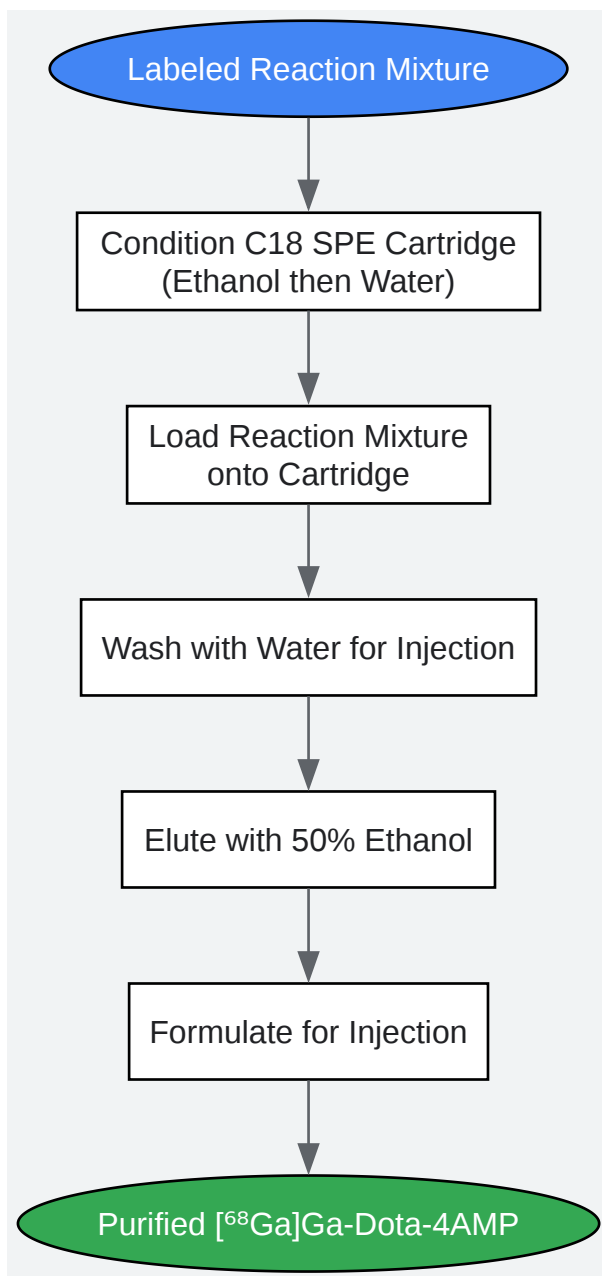 Labeled Reaction Mixture
Condition C18 SPE Cartridge
(Ethanol then Water)
Load Reaction Mixture
onto Cartridge
Wash with Water for Injection
Elute with 50% Ethanol
Formulate for Injection
Purified [⁶⁸Ga]Ga-Dota-4AMP